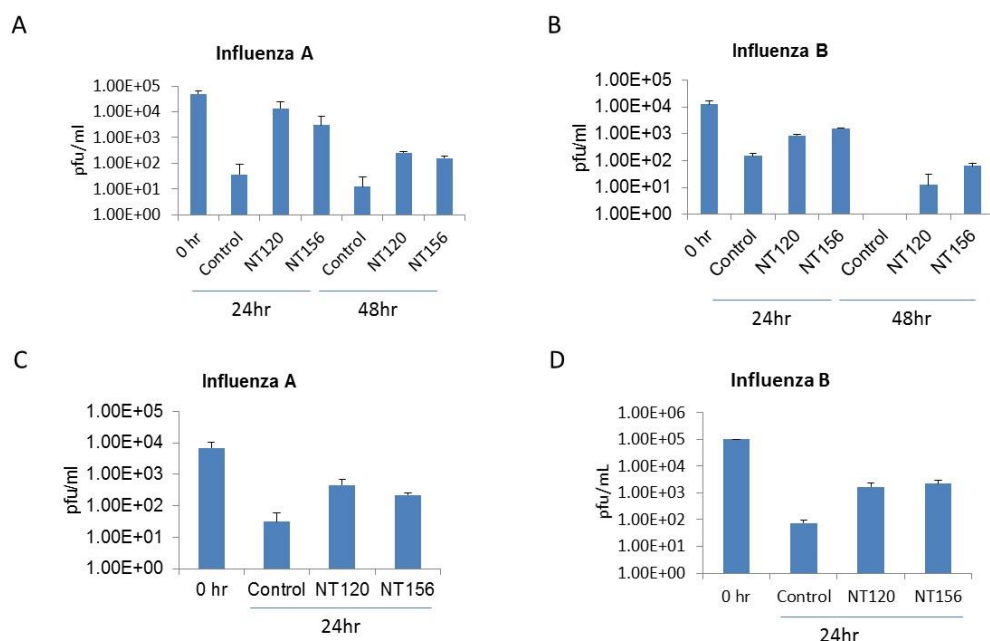 A
Influenza A
pfu/ml
1.00E+05
1.00E+04
1.00E+03
1.00E+02
1.00E+01
1.00E+00
0 hr
Control
NT120
NT156
Control
NT120
NT156
24hr
48hr
B
Influenza B
pfu/ml
1.00E+05
1.00E+04
1.00E+03
1.00E+02
1.00E+01
1.00E+00
0 hr
Control
NT120
NT156
Control
NT120
NT156
24hr
48hr
C
Influenza A
pfu/ml
1.00E+05
1.00E+04
1.00E+03
1.00E+02
1.00E+01
1.00E+00
0 hr
Control
NT120
NT156
24hr
D
Influenza B
pfu/mL
1.00E+06
1.00E+05
1.00E+04
1.00E+03
1.00E+02
1.00E+01
1.00E+00
0 hr
Control
NT120
NT156
24hr